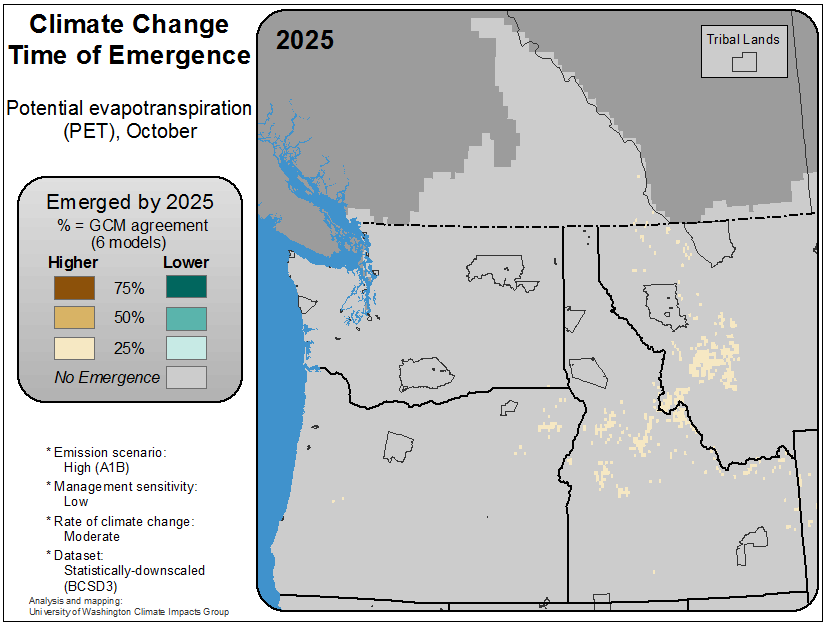 Climate Change
Time of Emergence
Potential evapotranspiration
(PET), October
Emerged by 2025
% = GCM agreement
(6 models)
Higher Lower
75%
50%
25%
No Emergence
* Emission scenario:
High (A1B)
* Management sensitivity:
Low
* Rate of climate change:
Moderate
* Dataset:
Statistically-downscaled
(BCSD3)
Analysis and mapping:
University of Washington Climate Impacts Group
2025
Tribal Lands